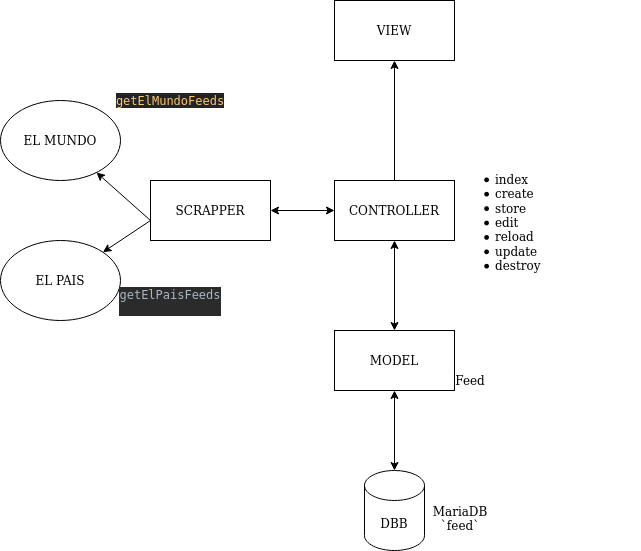 VIEW
getElMundoFeeds
EL MUNDO
SCRAPPER
CONTROLLER
index
create
store
edit
reload
update
destroy
EL PAIS
getElPaisFeeds
MODEL
Feed
DBB
MariaDB
`feed`